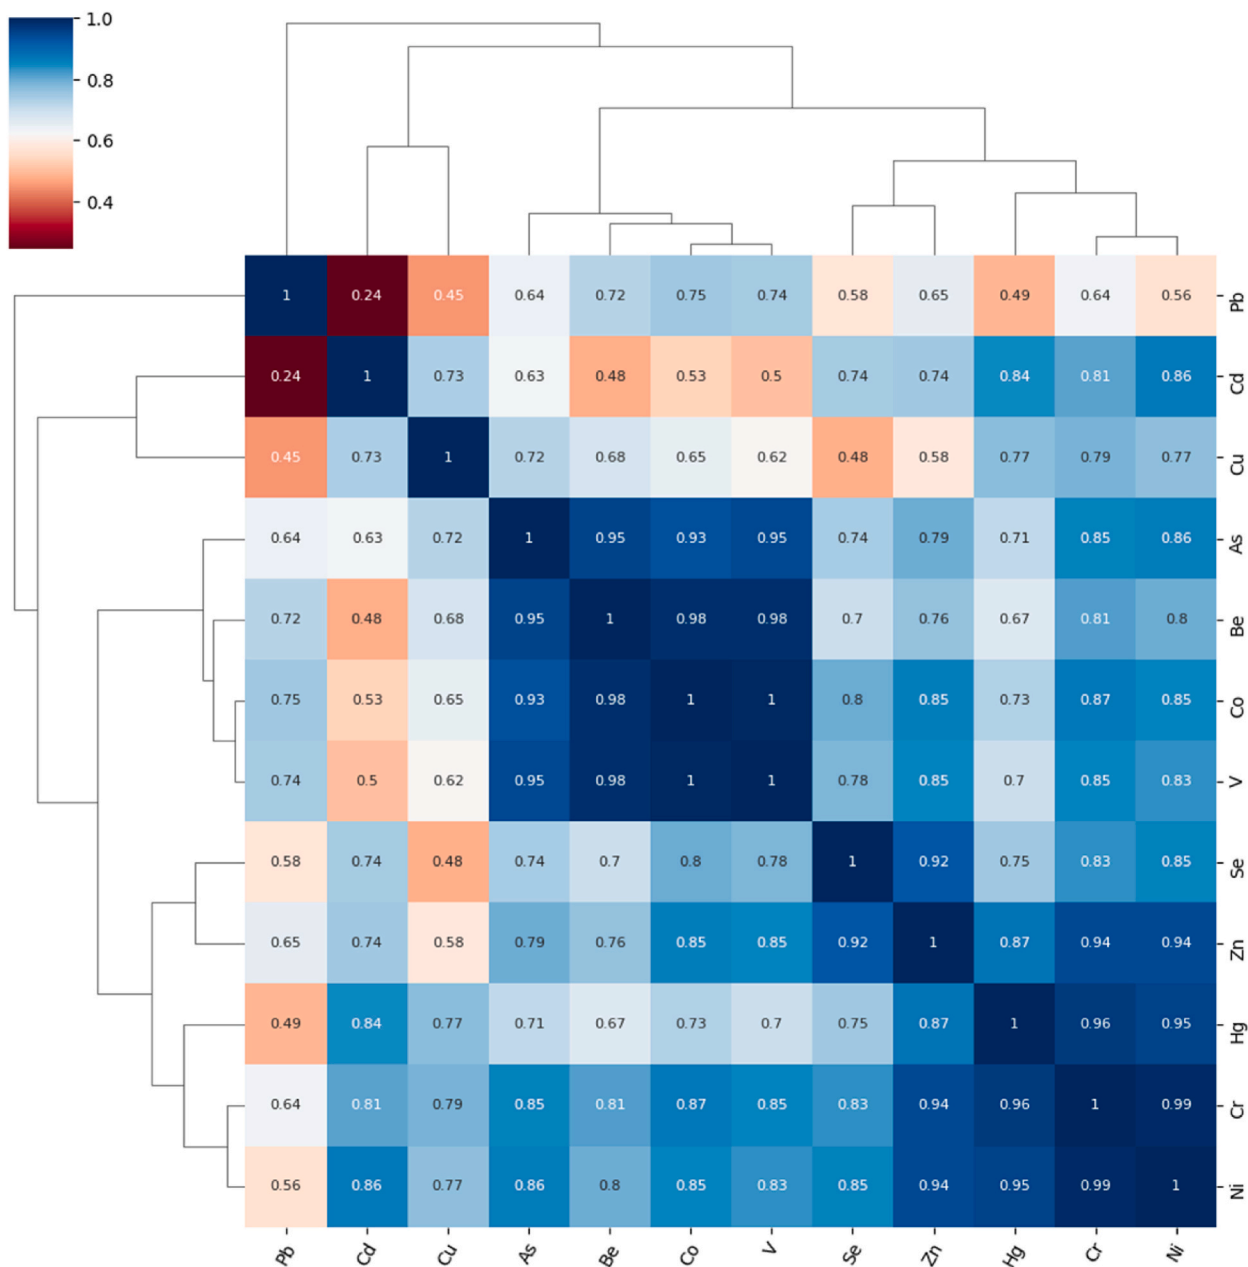 1.0
0.8
0.6
0.4
1 0.24 0.45 0.64 0.72 0.75 0.74 0.58 0.65 0.49 0.64 0.56 Pb
0.24 1 0.73 0.63 0.48 0.53 0.5 0.74 0.74 0.84 0.81 0.86 Cd
0.45 0.73 1 0.72 0.68 0.65 0.62 0.48 0.58 0.77 0.79 0.77 Cu
0.64 0.63 0.72 1 0.95 0.93 0.95 0.74 0.79 0.71 0.85 0.86 As
0.72 0.48 0.68 0.95 1 0.98 0.98 0.7 0.76 0.67 0.81 0.8 Be
0.75 0.53 0.65 0.93 0.98 1 1 0.8 0.85 0.73 0.87 0.85 Co
0.74 0.5 0.62 0.95 0.98 1 1 0.78 0.85 0.7 0.85 0.83 V
0.58 0.74 0.48 0.74 0.7 0.8 0.78 1 0.92 0.75 0.83 0.85 Se
0.65 0.74 0.58 0.79 0.76 0.85 0.85 0.92 1 0.87 0.94 0.94 Zn
0.49 0.84 0.77 0.71 0.67 0.73 0.7 0.75 0.87 1 0.96 0.95 Hg
0.64 0.81 0.79 0.85 0.81 0.87 0.85 0.83 0.94 0.96 1 0.99 Cr
0.56 0.86 0.77 0.86 0.8 0.85 0.83 0.85 0.94 0.95 0.99 1 Ni
Pb Cd Cu As Be Co V Se Zn Hg Cr Ni